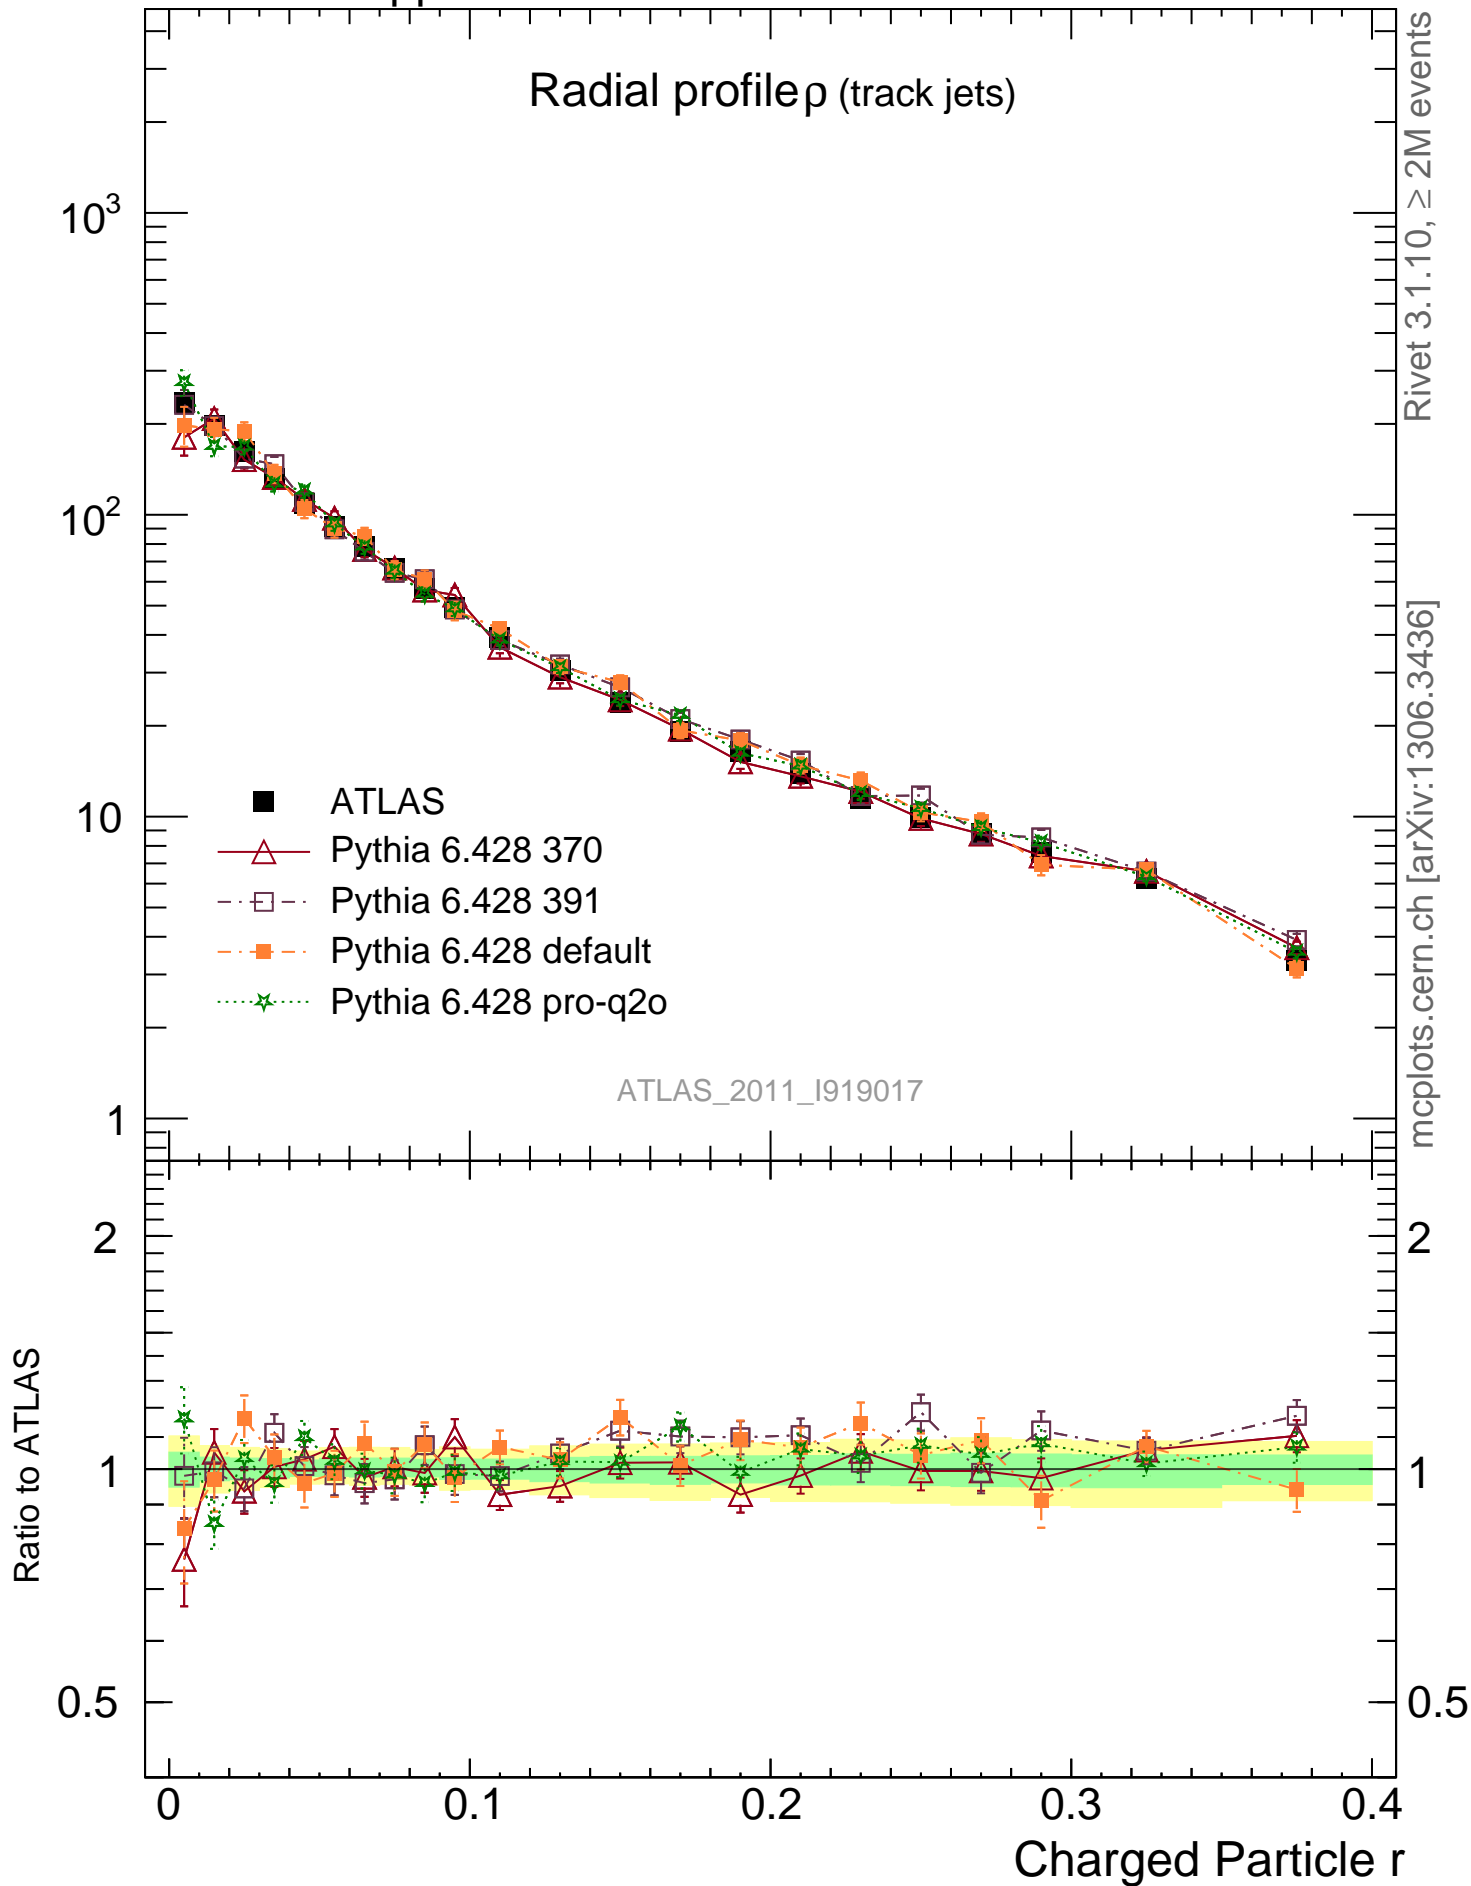 pp
Radial profile ρ (track jets)
Rivet 3.1.10, ≥ 2M events
mcplots.cern.ch [arXiv:1306.3436]
10³
10²
10
1
ATLAS
Pythia 6.428 370
Pythia 6.428 391
Pythia 6.428 default
Pythia 6.428 pro-q2o
ATLAS_2011_I919017
Ratio to ATLAS
2
1
0.5
2
1
0.5
0 0.1 0.2 0.3 0.4
Charged Particle r